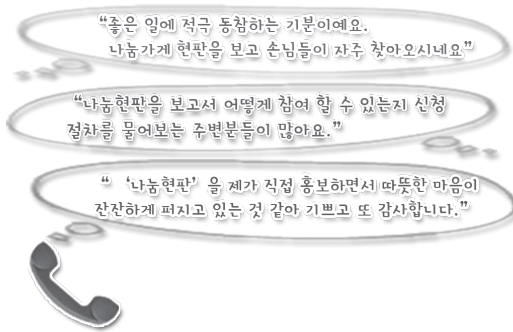 “좋은 일에 적극 동참하는 기분이예요.
나눔가게 현판을 보고 손님들이 자주 찾아오시네요”
“나눔현판을 보고서 어떻게 참여 할 수 있는지 신청
절차를 물어보는 주변분들이 많아요.”
“ ‘나눔현판’ 을 제가 직접 홍보하면서 따뜻한 마음이
잔잔하게 퍼지고 있는 것 같아 기쁘고 또 감사합니다.”